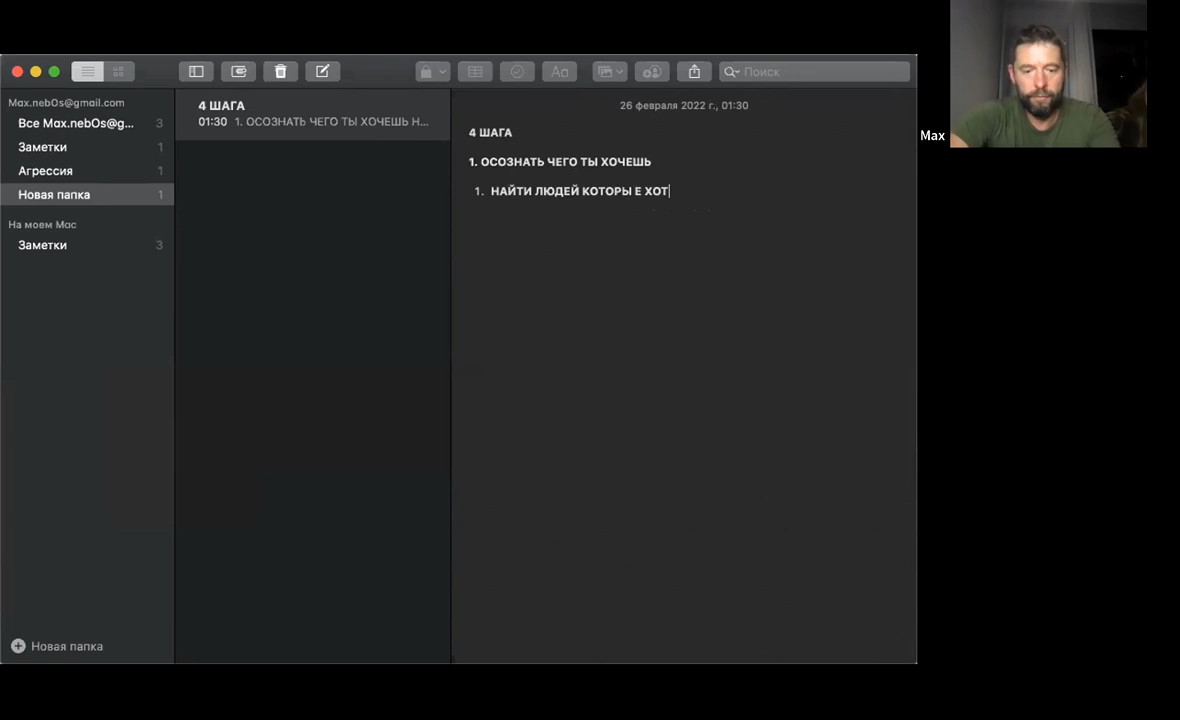 Поиск
Max.nebOs@gmail.com
Все Max.nebOs@g... 3
Заметки 1
Агрессия 1
Новая папка 1
На моем Mac
Заметки 3
Новая папка
4 ШАГА
01:30 1. ОСОЗНАТЬ ЧЕГО ТЫ ХОЧЕШЬ Н...
26 февраля 2022 г., 01:30
4 ШАГА
1. ОСОЗНАТЬ ЧЕГО ТЫ ХОЧЕШЬ
1. НАЙТИ ЛЮДЕЙ КОТОРЫ Е ХОТ
Aa
Max